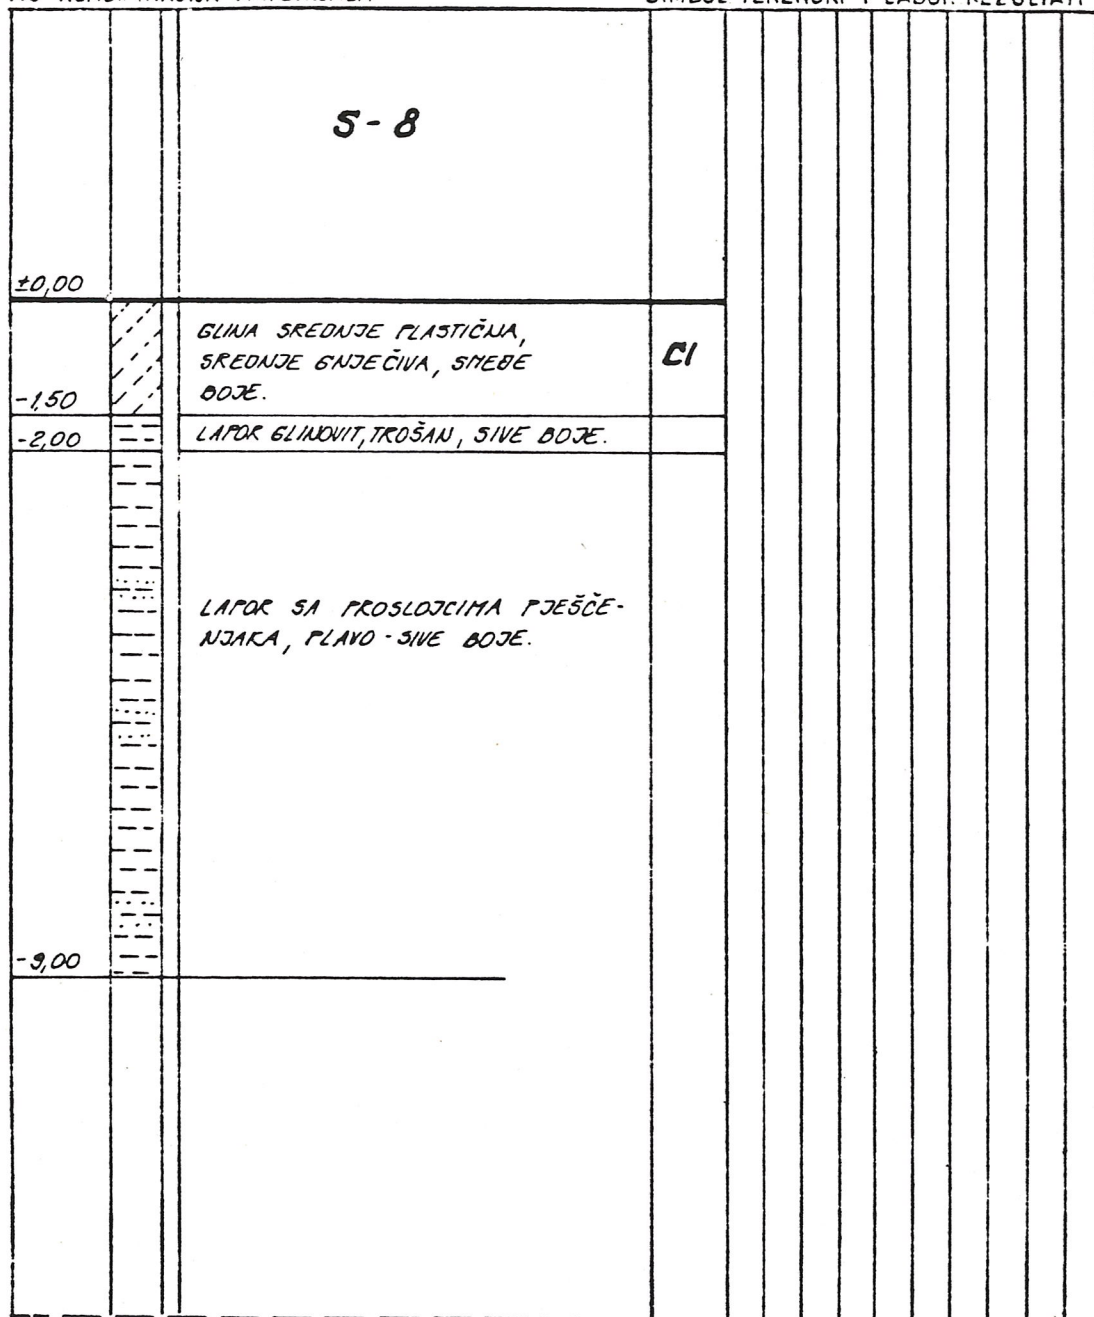 S-8
±0,00
GLINA SREDNJE PLASTIČNA,
SREDNJE GNJEČIVA, SMEĐE
BOJE.
CI
-1,50
-2,00
LAPOR GLINOVIT, TROŠAN, SIVE BOJE.
LAPOR SA PROSLOJCIMA PJEŠČE-
NJAKA, PLAVO-SIVE BOJE.
-9,00